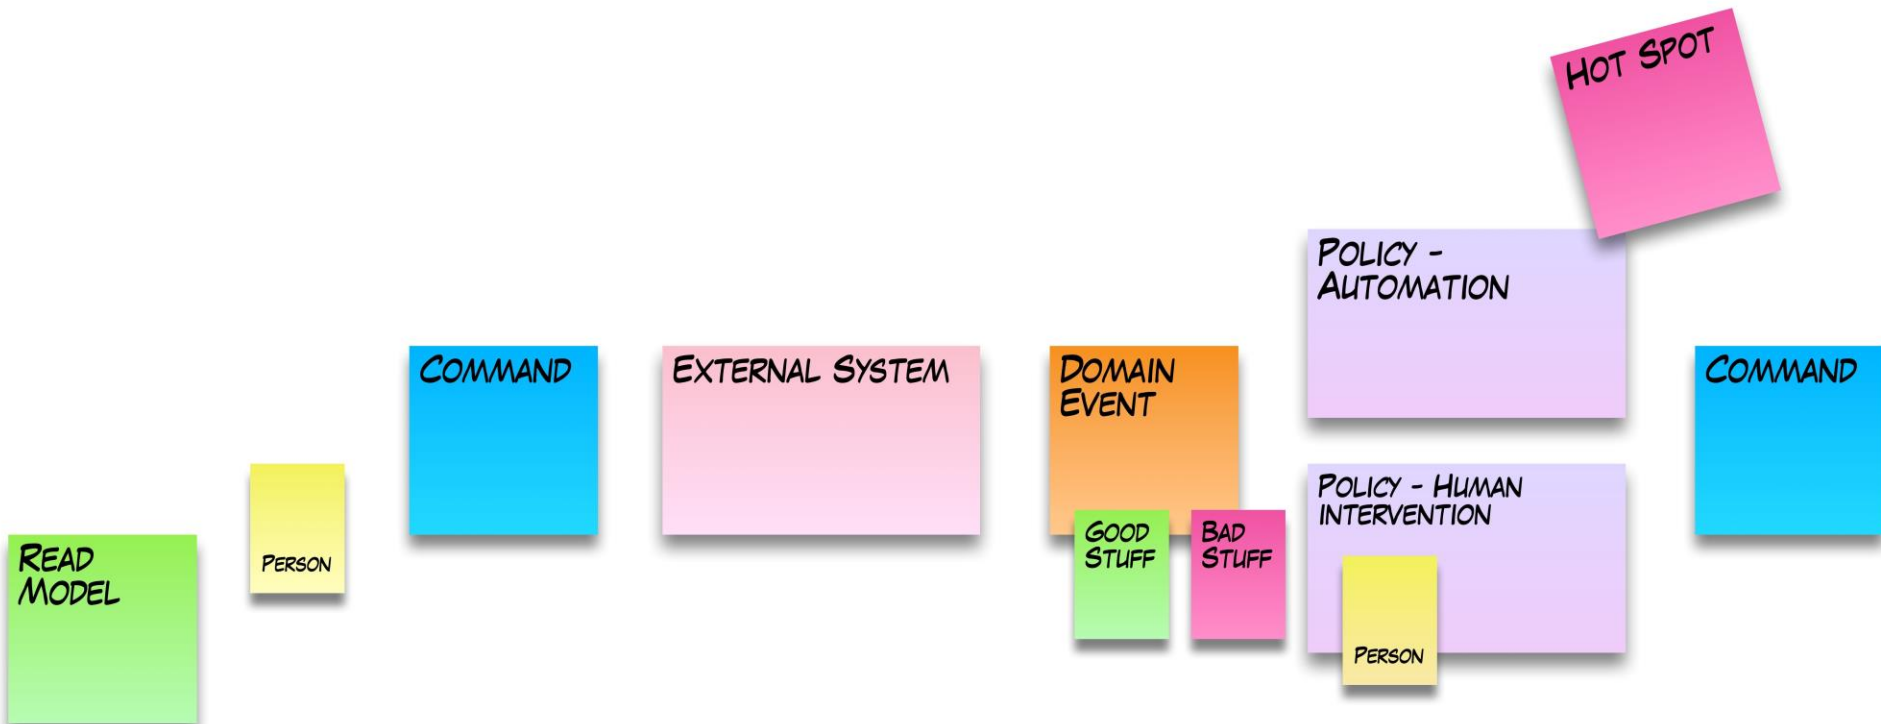 HOT SPOT
POLICY -
AUTOMATION
COMMAND
EXTERNAL SYSTEM
DOMAIN
EVENT
COMMAND
POLICY - HUMAN
INTERVENTION
GOOD
STUFF
BAD
STUFF
READ
MODEL
PERSON
PERSON